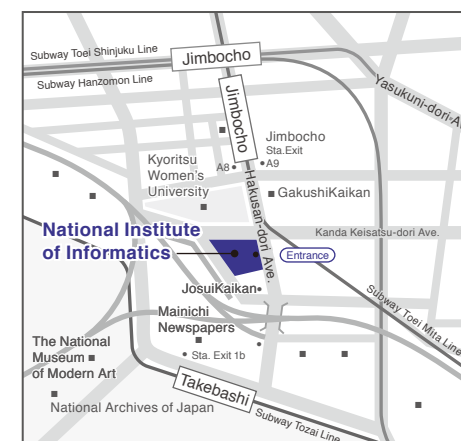 Subway Toei Shinjuku Line
Jimbocho
Subway Hanzomon Line
Yasukuni-dori-A
Jimbocho
Jimbocho
Sta.Exit
A8
A9
Kyoritsu
Women's
University
GakushiKaikan
Hakusan-dori Ave.
National Institute
of Informatics
Kanda Keisatsu-dori Ave.
Entrance
JosuiKaikan
Mainichi
Newspapers
Subway Toei Mita Line
The National
Museum
of Modern Art
Sta. Exit 1b
Takebashi
National Archives of Japan
Subway Tozai Line